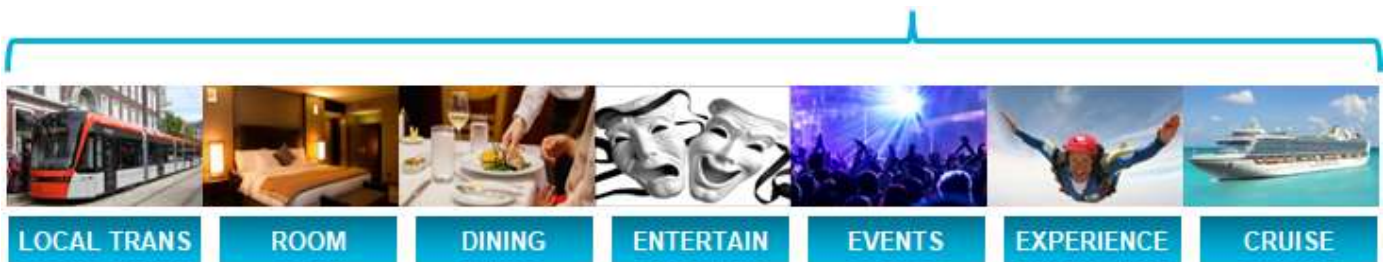 LOCAL TRANS
ROOM
DINING
ENTERTAIN
EVENTS
EXPERIENCE
CRUISE